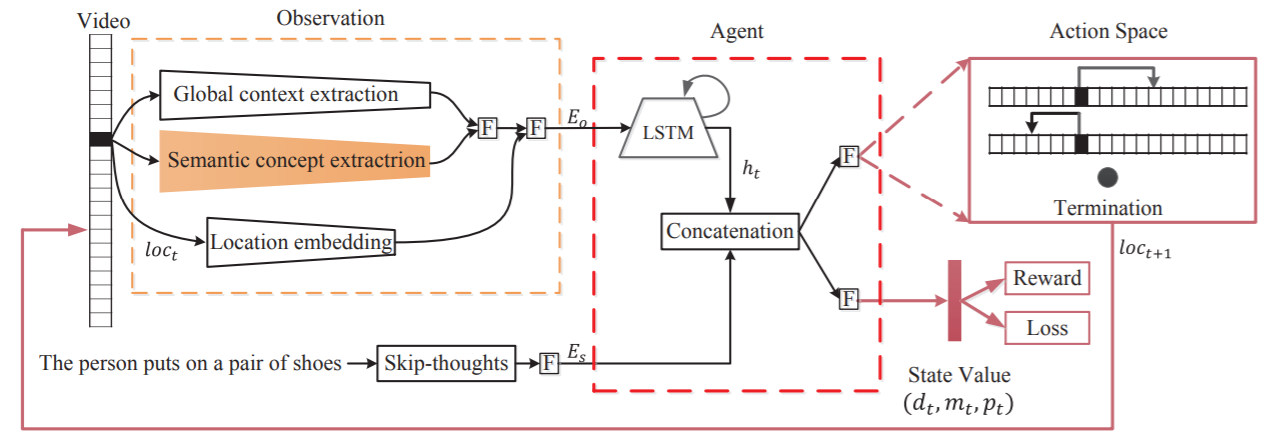 Video
Observation
Agent
Action Space
Global context extraction
Semantic concept extractrion
Location embedding
loc_t
F
F
E_o
LSTM
h_t
Concatenation
F
F
Termination
loc_{t+1}
Reward
Loss
The person puts on a pair of shoes
Skip-thoughts
F
E_s
State Value
(d_t, m_t, p_t)